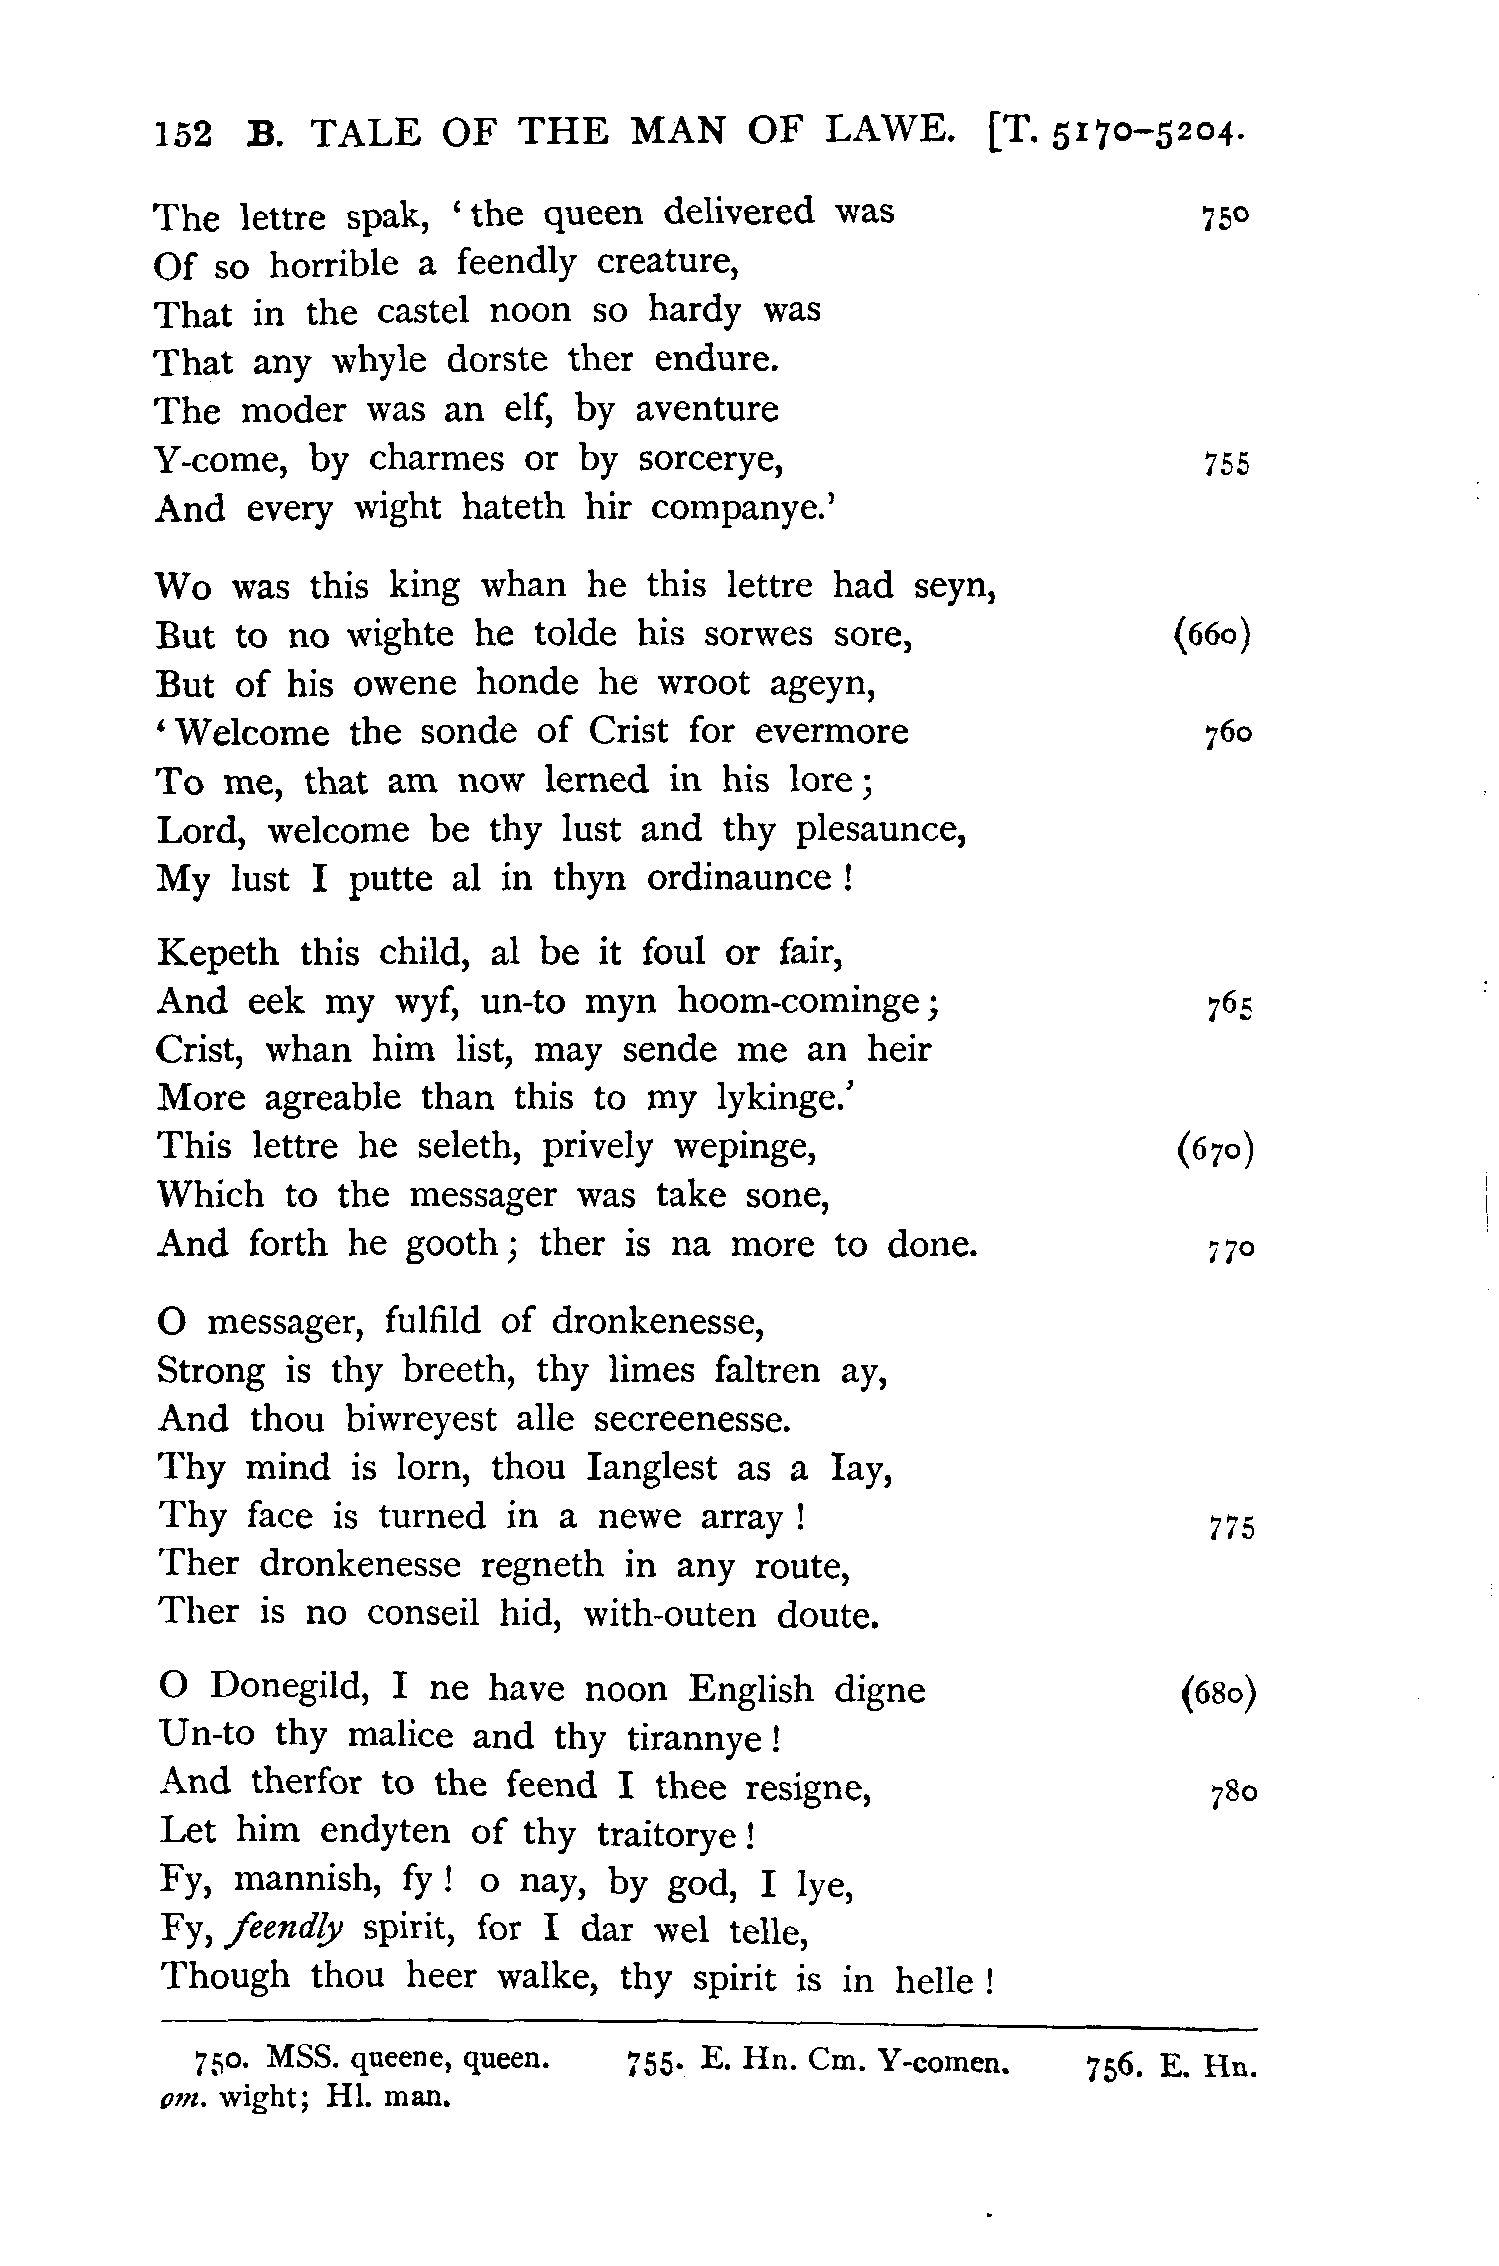 152 B. TALE OF THE MAN OF LAWE. [T. 5170–5204.
The lettre spak, ‘the queen delivered was 750
Of so horrible a feendly creature,
That in the castel noon so hardy was
That any whyle dorste ther endure.
The moder was an elf, by aventure
Y-come, by charmes or by sorcerye, 755
And every wight hateth hir companye.’
Wo was this king whan he this lettre had seyn,
But to no wighte he tolde his sorwes sore, (660)
But of his owene honde he wroot ageyn,
‘Welcome the sonde of Crist for evermore 760
To me, that am now lerned in his lore;
Lord, welcome be thy lust and thy plesaunce,
My lust I putte al in thyn ordinaunce!
Kepeth this child, al be it foul or fair,
And eek my wyf, un-to myn hoom-cominge; 765
Crist, whan him list, may sende me an heir
More agreable than this to my lykinge.’
This lettre he seleth, prively wepinge, (670)
Which to the messager was take sone,
And forth he gooth; ther is na more to done. 770
O messager, fulfild of dronkenesse,
Strong is thy breeth, thy limes faltren ay,
And thou biwreyest alle secreenesse.
Thy mind is lorn, thou Ianglest as a Iay,
Thy face is turned in a newe array! 775
Ther dronkenesse regneth in any route,
Ther is no conseil hid, with-outen doute.
O Donegild, I ne have noon English digne (680)
Un-to thy malice and thy tirannye!
And therfor to the feend I thee resigne, 780
Let him endyten of thy traitorye!
Fy, mannish, fy! o nay, by god, I lye,
Fy, feendly spirit, for I dar wel telle,
Though thou heer walke, thy spirit is in helle!
750. MSS. queene, queen. 755. E. Hn. Cm. Y-comen. 756. E. Hn.
om. wight; Hl. man.